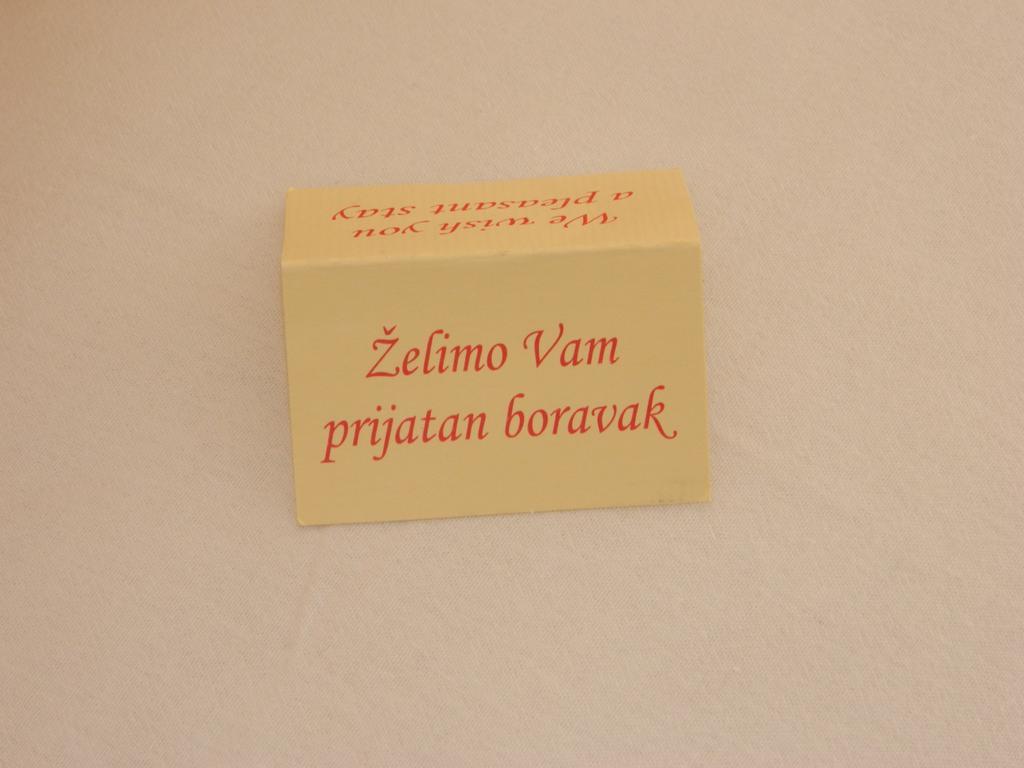 We wish you
a pleasant stay
Želimo Vam
prijatan boravak